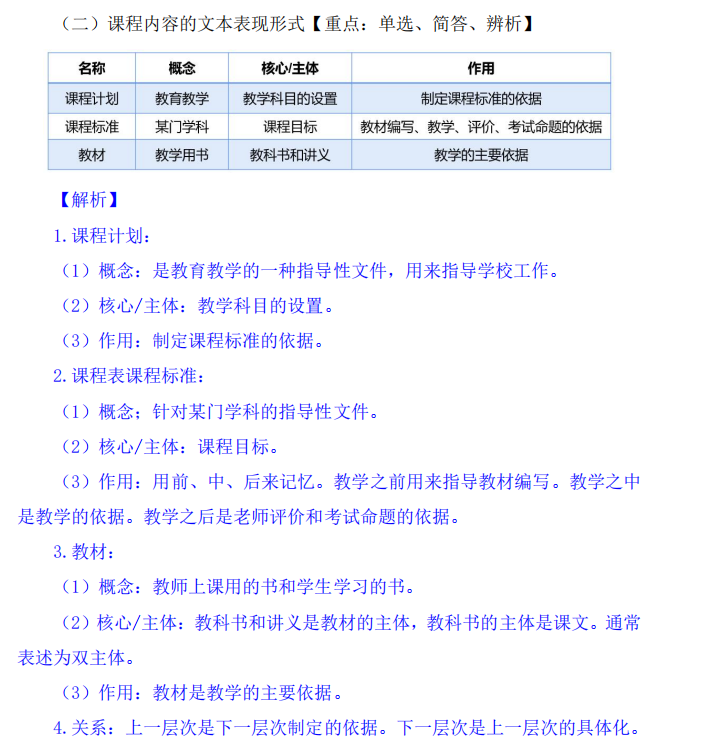 （二）课程内容的文本表现形式【重点：单选、简答、辨析】
名称 概念 核心/主体 作用
课程计划 教育教学 教学科目的设置 制定课程标准的依据
课程标准 某门学科 课程目标 教材编写、教学、评价、考试命题的依据
教材 教学用书 教科书和讲义 教学的主要依据
【解析】
1.课程计划：
（1）概念：是教育教学的一种指导性文件，用来指导学校工作。
（2）核心/主体：教学科目的设置。
（3）作用：制定课程标准的依据。
2.课程表课程标准：
（1）概念；针对某门学科的指导性文件。
（2）核心/主体：课程目标。
（3）作用：用前、中、后来记忆。教学之前用来指导教材编写。教学之中
是教学的依据。教学之后是老师评价和考试命题的依据。
3.教材：
（1）概念：教师上课用的书和学生学习的书。
（2）核心/主体：教科书和讲义是教材的主体，教科书的主体是课文。通常
表述为双主体。
（3）作用：教材是教学的主要依据。
4.关系：上一层次是下一层次制定的依据。下一层次是上一层次的具体化。